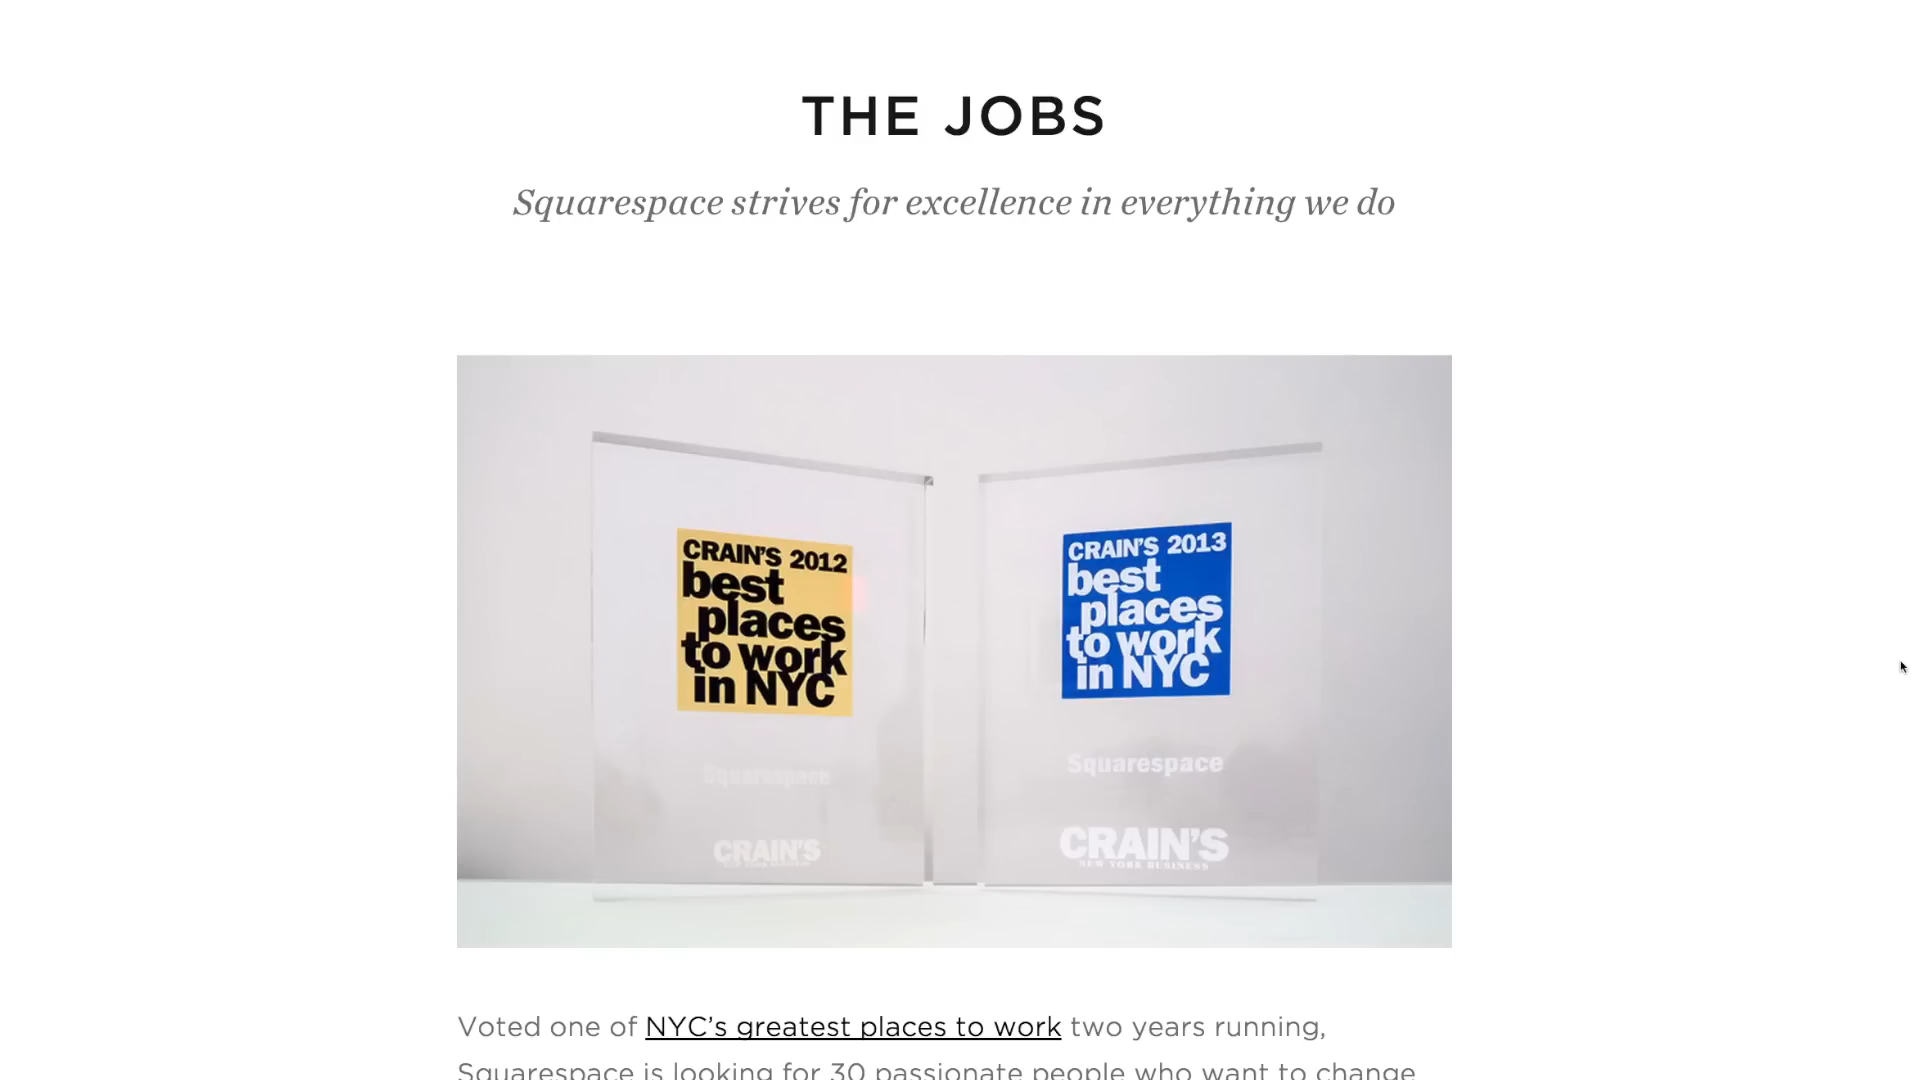 THE JOBS
Squarespace strives for excellence in everything we do
CRAIN'S 2012
best
places
to work
in NYC
Squarespace
CRAIN'S
CRAIN'S 2013
best
places
to work
in NYC
Squarespace
CRAIN'S
NEW YORK BUSINESS
Voted one of NYC’s greatest places to work two years running,
Squarespace is looking for 30 passionate people who want to change